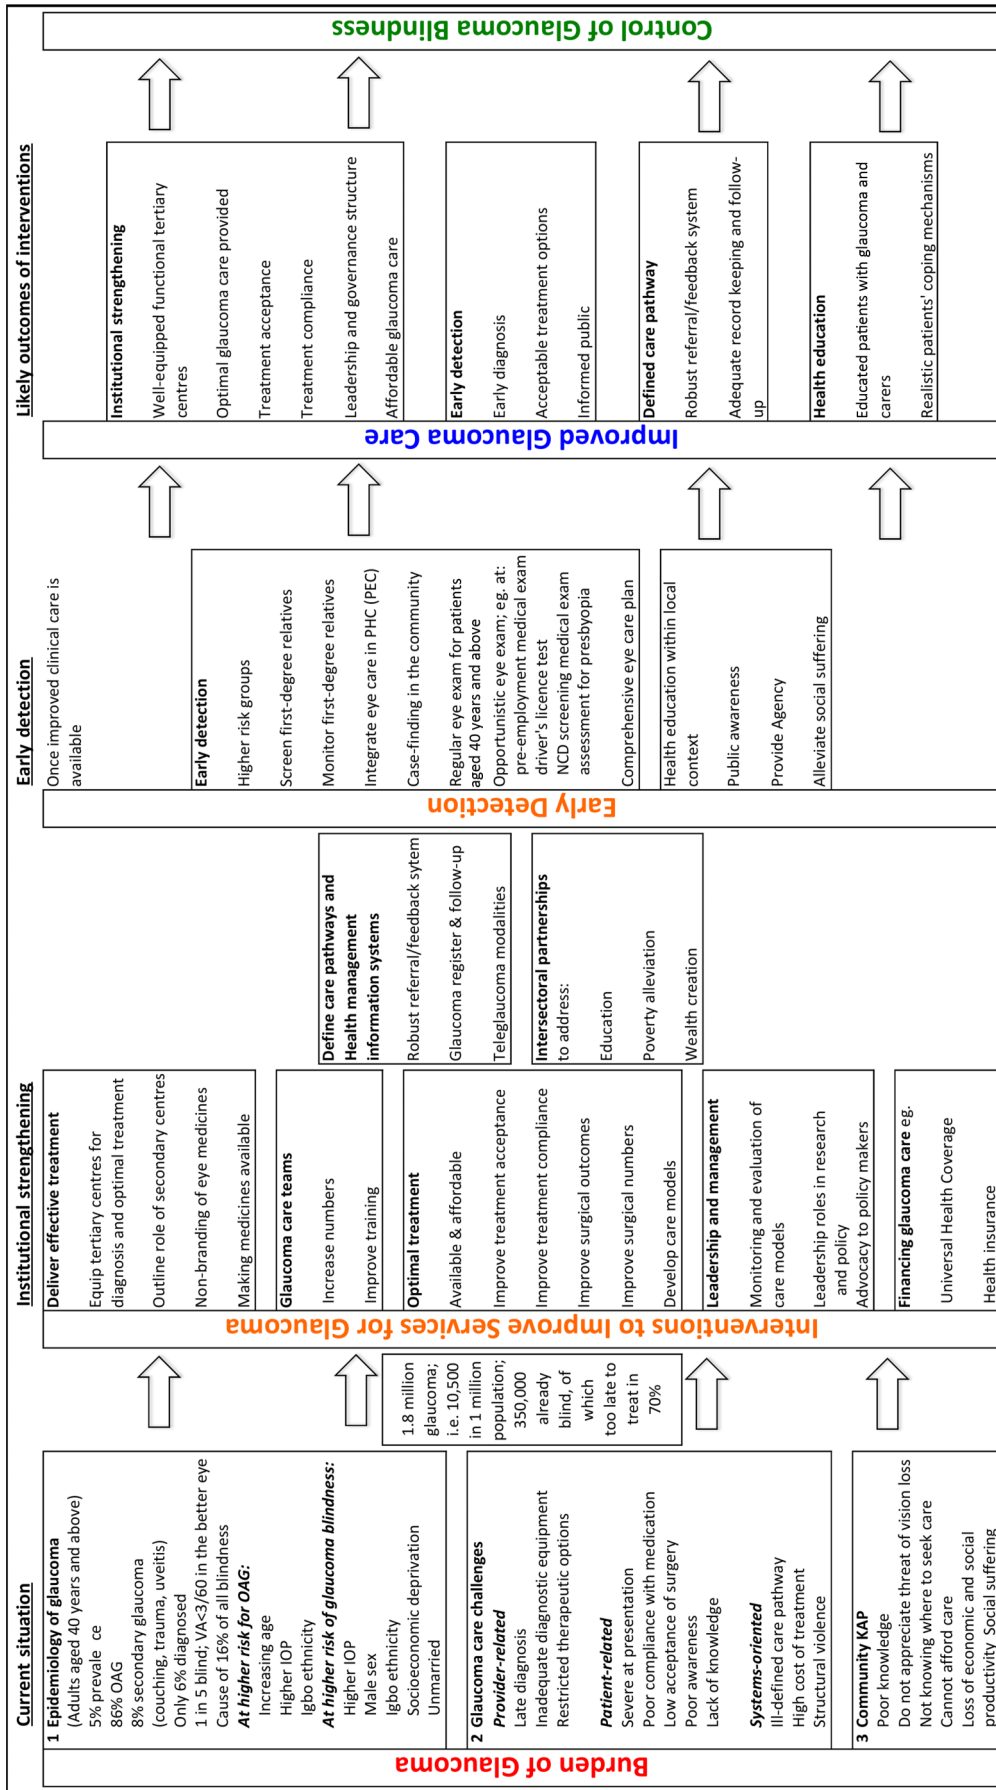 Current situation
Burden of Glaucoma
1 Epidemiology of glaucoma
(Adults aged 40 years and above)
5% prevale ce
86% OAG
8% secondary glaucoma
(couching, trauma, uveitis)
Only 6% diagnosed
1 in 5 blind; VA<3/60 in the better eye
Cause of 16% of all blindness
At higher risk for OAG:
Increasing age
Higher IOP
Igbo ethnicity
At higher risk of glaucoma blindness:
Higher IOP
Male sex
Igbo ethnicity
Socioeconomic deprivation
Unmarried
2 Glaucoma care challenges
Provider-related
Late diagnosis
Inadequate diagnostic equipment
Restricted therapeutic options
Patient-related
Severe at presentation
Poor compliance with medication
Low acceptance of surgery
Poor awareness
Lack of knowledge
Systems-oriented
Ill-defined care pathway
High cost of treatment
Structural violence
3 Community KAP
Poor knowledge
Do not appreciate threat of vision loss
Not knowing where to seek care
Cannot afford care
Loss of economic and social
productivity Social suffering
1.8 million
glaucoma;
i.e. 10,500
in 1 million
population;
350,000
already
blind, of
which
too late to
treat in
70%
Institutional strengthening
Interventions to Improve Services for Glaucoma
Deliver effective treatment
Equip tertiary centres for
diagnosis and optimal treatment
Outline role of secondary centres
Non-branding of eye medicines
Making medicines available
Glaucoma care teams
Increase numbers
Improve training
Optimal treatment
Available & affordable
Improve treatment acceptance
Improve treatment compliance
Improve surgical outcomes
Improve surgical numbers
Develop care models
Leadership and management
Monitoring and evaluation of
care models
Leadership roles in research
and policy
Advocacy to policy makers
Financing glaucoma care eg.
Universal Health Coverage
Health insurance
Define care pathways and
Health management
information systems
Robust referral/feedback sytem
Glaucoma register & follow-up
Teleglaucoma modalities
Intersectoral partnerships
to address:
Education
Poverty alleviation
Wealth creation
Early detection
Early Detection
Once improved clinical care is
available
Early detection
Higher risk groups
Screen first-degree relatives
Monitor first-degree relatives
Integrate eye care in PHC (PEC)
Case-finding in the community
Regular eye exam for patients
aged 40 years and above
Opportunistic eye exam; eg. at:
pre-employment medical exam
driver's licence test
NCD screening medical exam
assessment for presbyopia
Comprehensive eye care plan
Health education within local
context
Public awareness
Provide Agency
Alleviate social suffering
Likely outcomes of interventions
Improved Glaucoma Care
Institutional strengthening
Well-equipped functional tertiary
centres
Optimal glaucoma care provided
Treatment acceptance
Treatment compliance
Leadership and governance structure
Affordable glaucoma care
Early detection
Early diagnosis
Acceptable treatment options
Informed public
Defined care pathway
Robust referral/feedback system
Adequate record keeping and follow-
up
Health education
Educated patients with glaucoma and
carers
Realistic patients' coping mechanisms
Control of Glaucoma Blindness